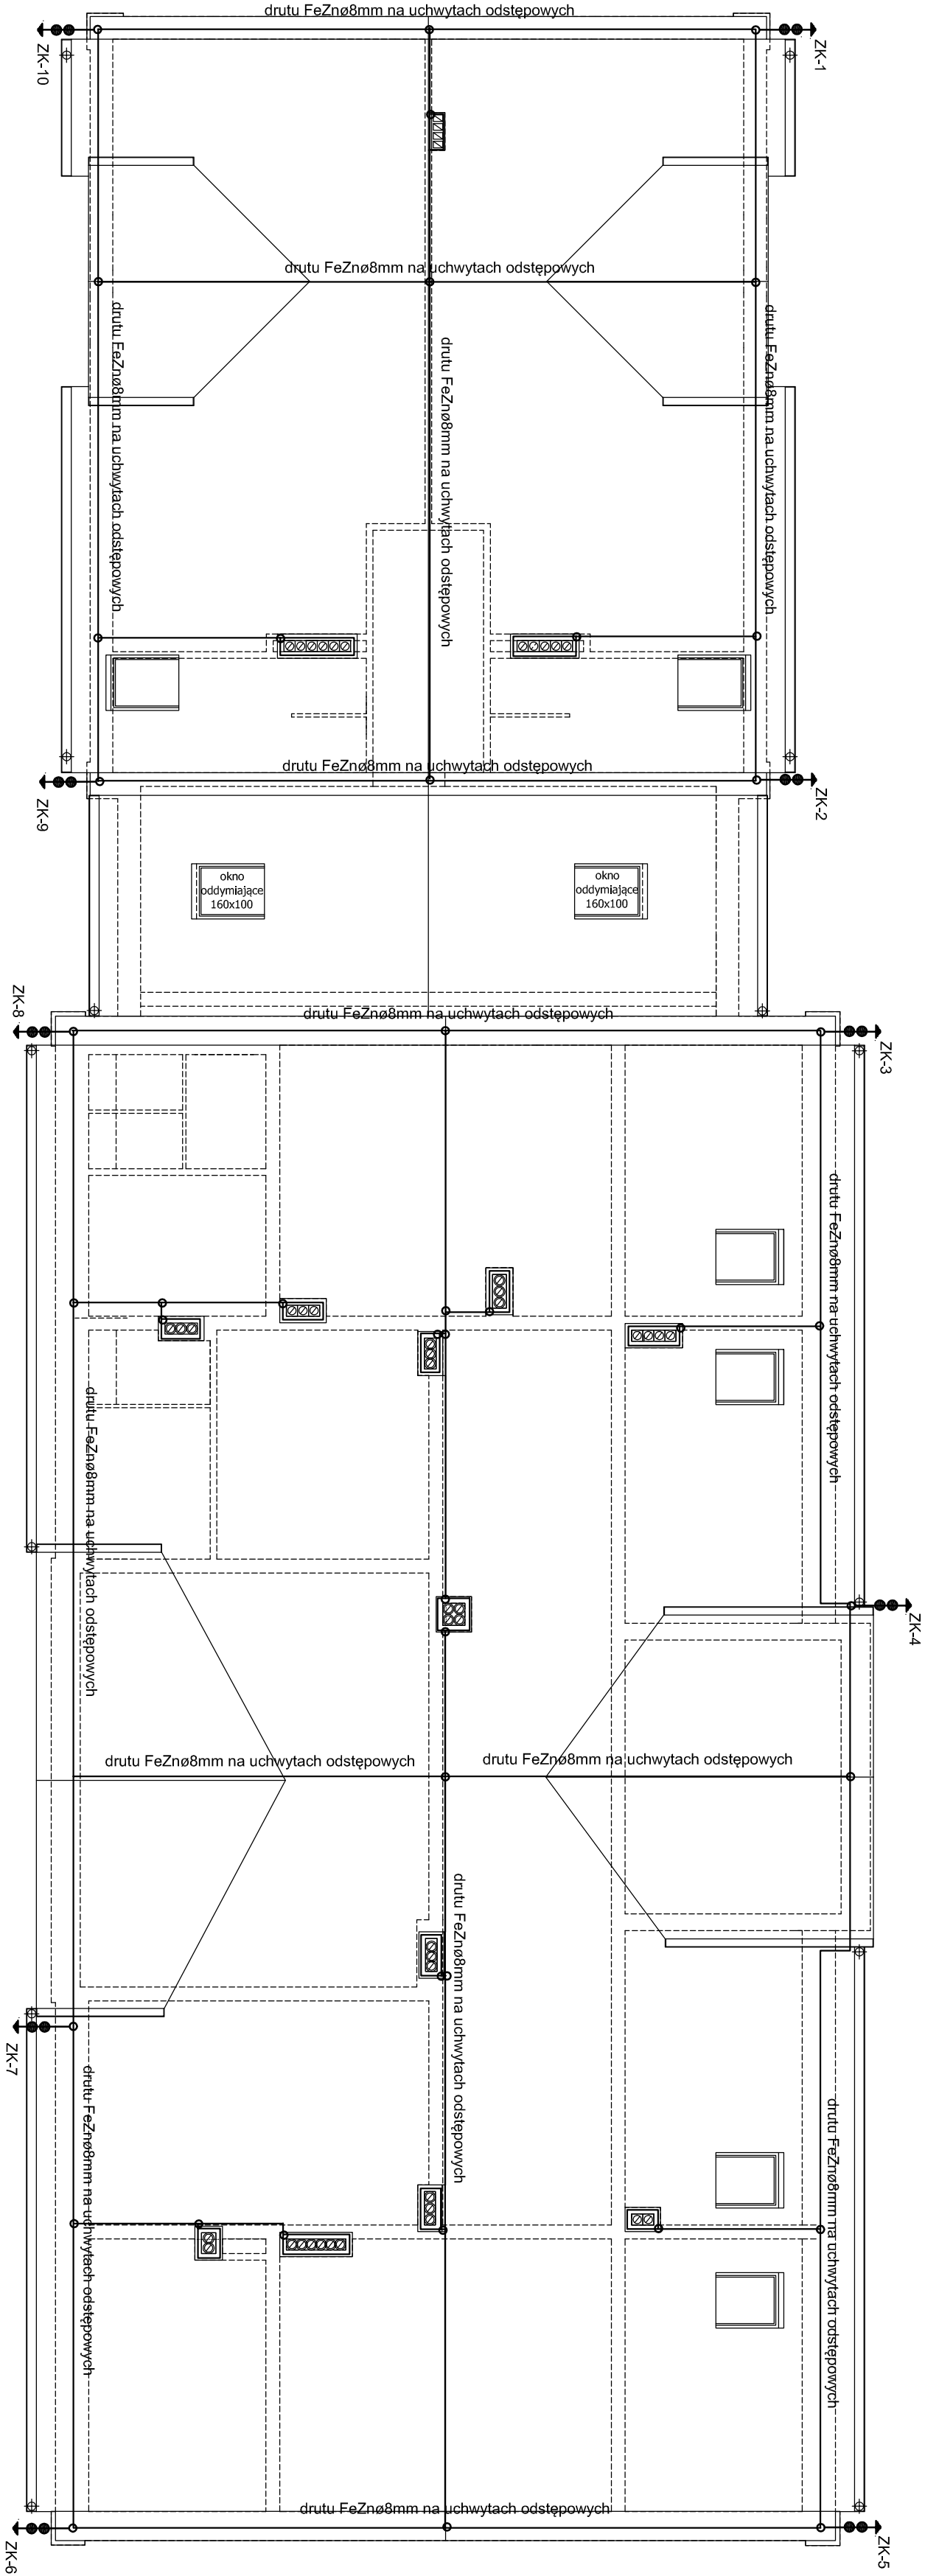 drutu FeZnø8mm na uchwytach odstępowych
ZK-10
ZK-1
drutu FeZnø8mm na uchwytach odstępowych
drutu FeZnø8mm na uchwytach odstępowych
drutu FeZnø8mm na uchwytach odstępowych
drutu FeZnø8mm na uchwytach odstępowych
drutu FeZnø8mm na uchwytach odstępowych
ZK-9
ZK-2
okno
oddymiające
160x100
okno
oddymiające
160x100
ZK-8
drutu FeZnø8mm na uchwytach odstępowych
ZK-3
drutu FeZnø8mm na uchwytach odstępowych
drutu FeZnø8mm na uchwytach odstępowych
ZK-4
drutu FeZnø8mm na uchwytach odstępowych
drutu FeZnø8mm na uchwytach odstępowych
drutu FeZnø8mm na uchwytach odstępowych
ZK-7
drutu FeZnø8mm na uchwytach odstępowych
drutu FeZnø8mm na uchwytach odstępowych
drutu FeZnø8mm na uchwytach odstępowych
ZK-6
ZK-5